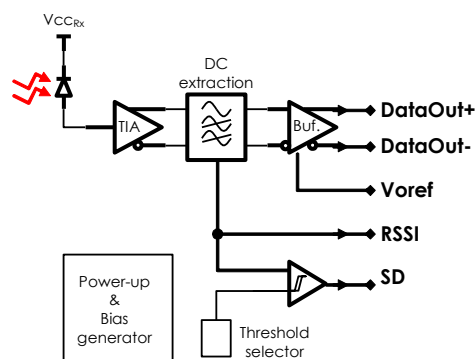 VccRx
DC
extraction
TIA
Buf.
DataOut+
DataOut-
Voref
RSSI
SD
Power-up
&
Bias
generator
Threshold
selector